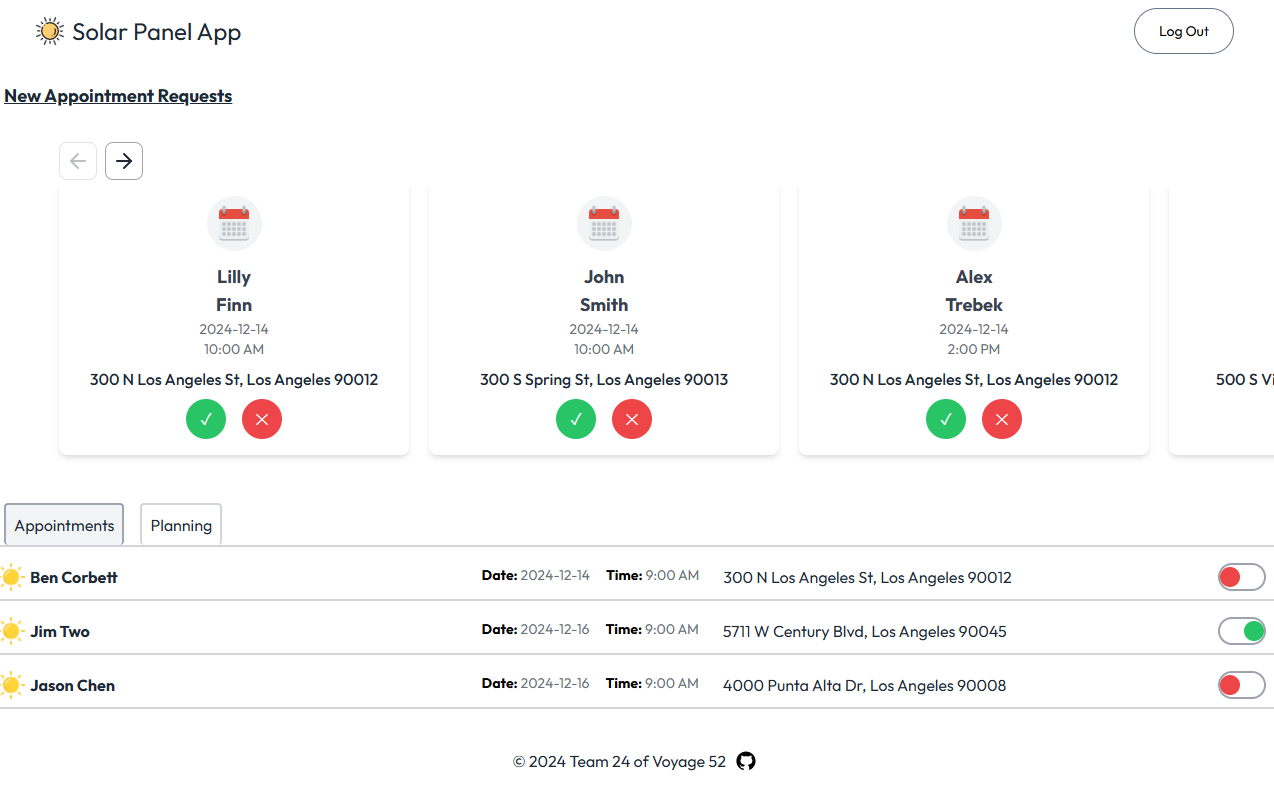 Solar Panel App
Log Out
New Appointment Requests
Lilly
Finn
2024-12-14
10:00 AM
300 N Los Angeles St, Los Angeles 90012
John
Smith
2024-12-14
10:00 AM
300 S Spring St, Los Angeles 90013
Alex
Trebek
2024-12-14
2:00 PM
300 N Los Angeles St, Los Angeles 90012
500 S
Appointments
Planning
Ben Corbett Date: 2024-12-14 Time: 9:00 AM 300 N Los Angeles St, Los Angeles 90012
Jim Two Date: 2024-12-16 Time: 9:00 AM 5711 W Century Blvd, Los Angeles 90045
Jason Chen Date: 2024-12-16 Time: 9:00 AM 4000 Punta Alta Dr, Los Angeles 90008
© 2024 Team 24 of Voyage 52